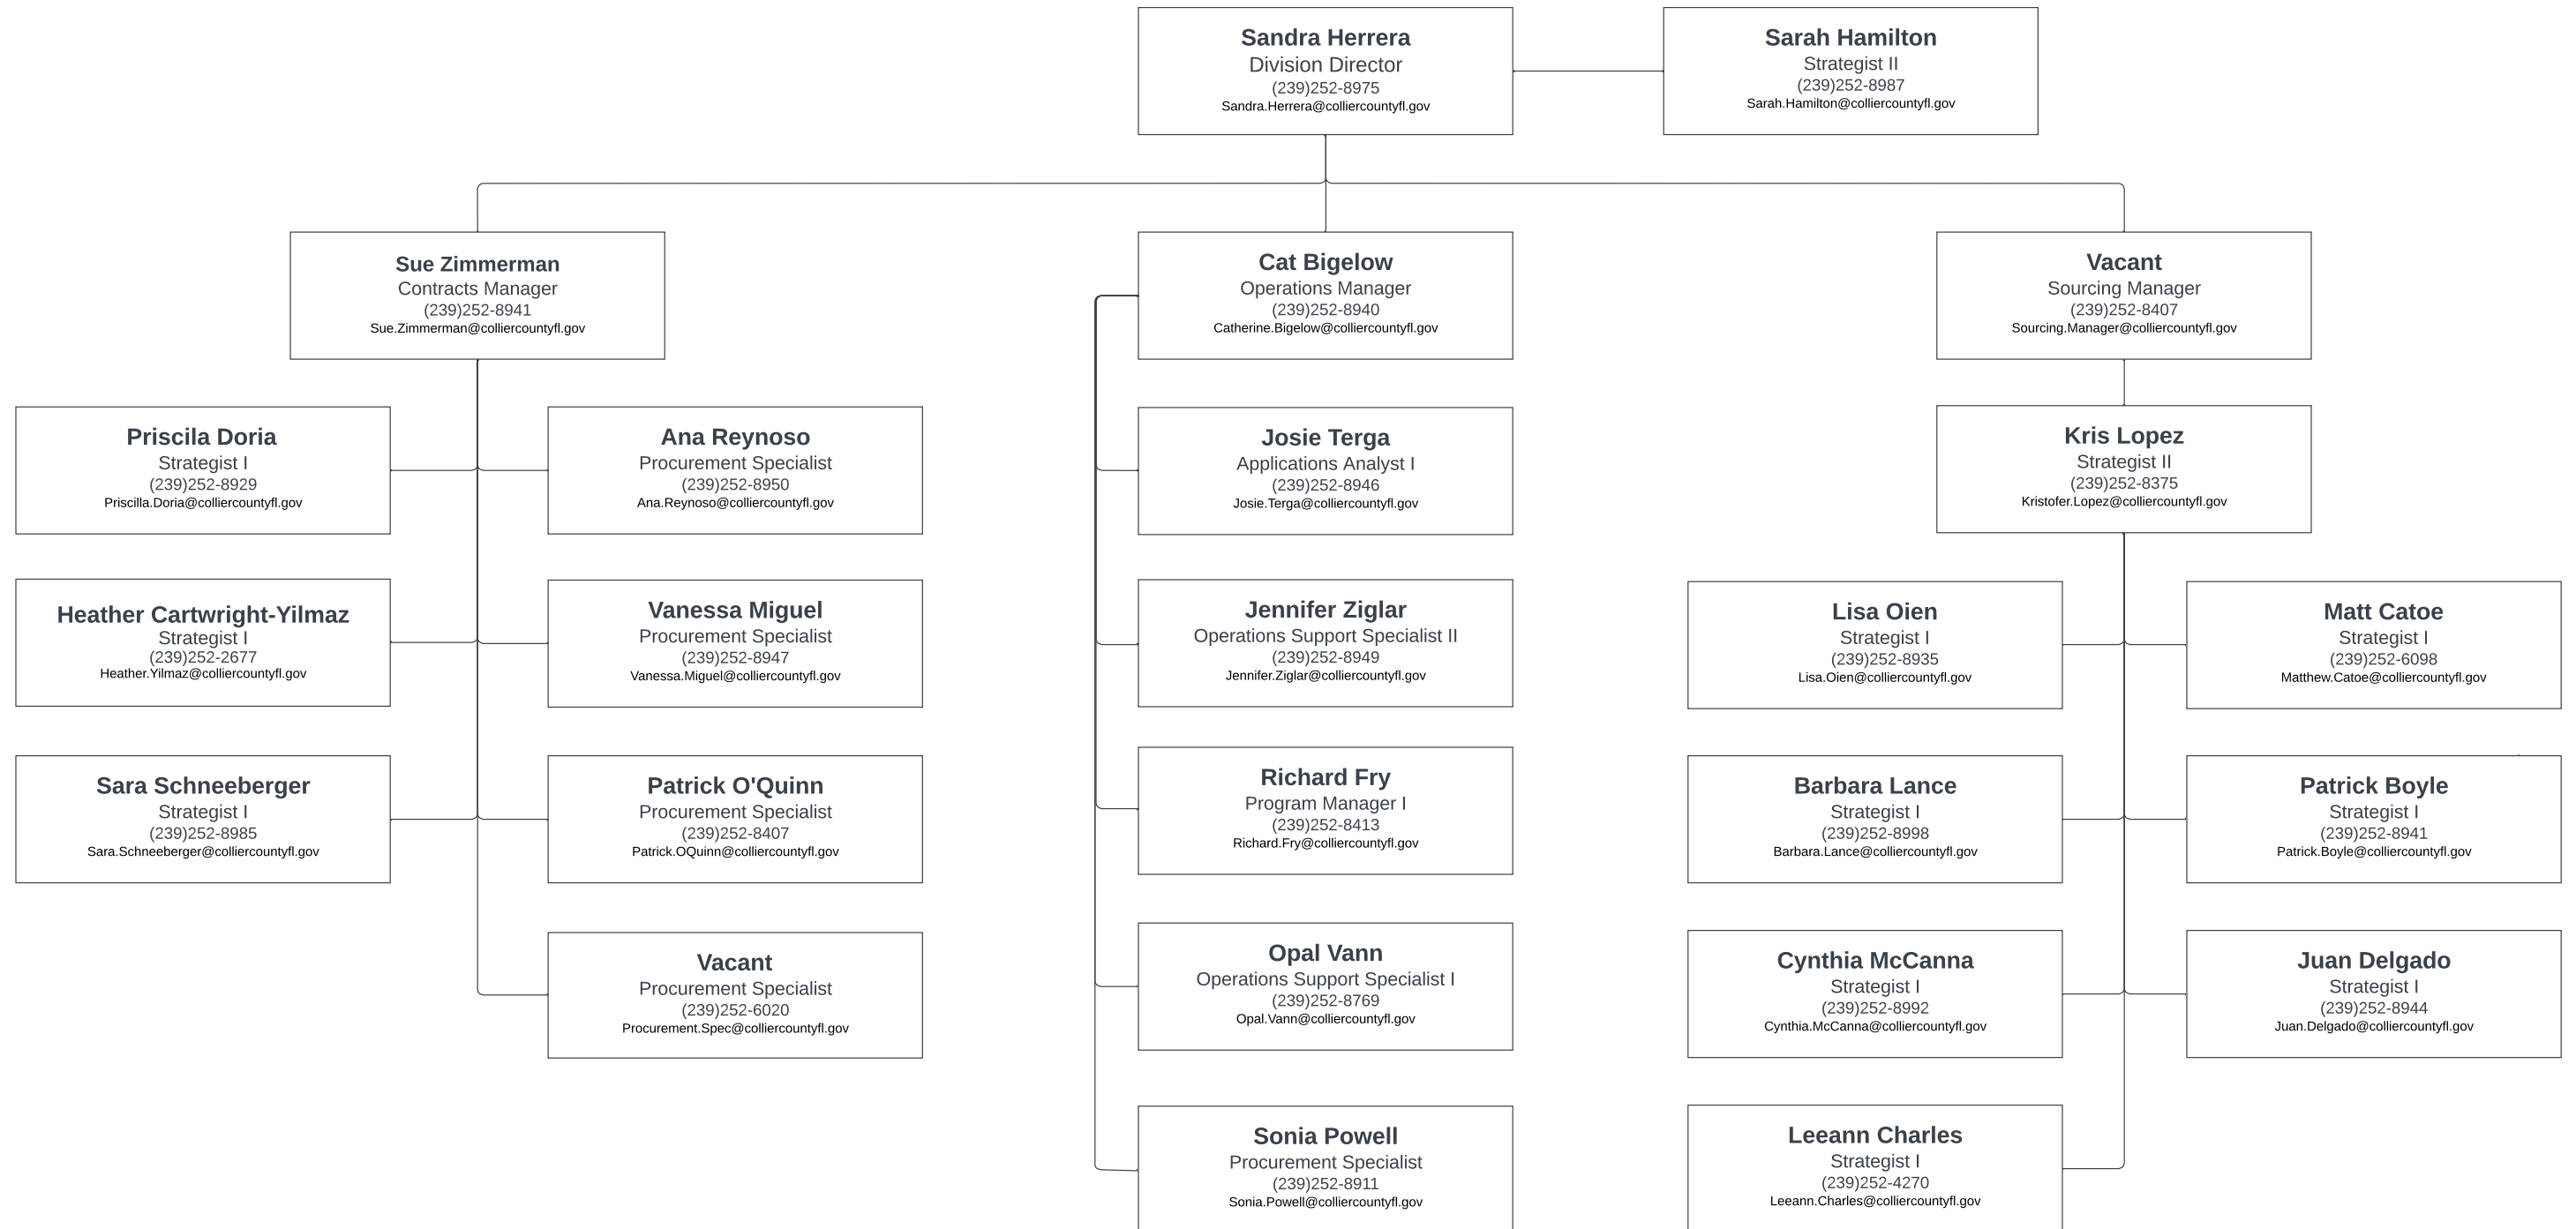 Sandra Herrera
Division Director
(239)252-8975
Sandra.Herrera@colliercountyfl.gov
Sarah Hamilton
Strategist II
(239)252-8987
Sarah.Hamilton@colliercountyfl.gov
Sue Zimmerman
Contracts Manager
(239)252-8941
Sue.Zimmerman@colliercountyfl.gov
Cat Bigelow
Operations Manager
(239)252-8940
Catherine.Bigelow@colliercountyfl.gov
Vacant
Sourcing Manager
(239)252-8407
Sourcing.Manager@colliercountyfl.gov
Priscila Doria
Strategist I
(239)252-8929
Priscilla.Doria@colliercountyfl.gov
Ana Reynoso
Procurement Specialist
(239)252-8950
Ana.Reynoso@colliercountyfl.gov
Josie Terga
Applications Analyst I
(239)252-8946
Josie.Terga@colliercountyfl.gov
Kris Lopez
Strategist II
(239)252-8375
Kristofer.Lopez@colliercountyfl.gov
Heather Cartwright-Yilmaz
Strategist I
(239)252-2677
Heather.Yilmaz@colliercountyfl.gov
Vanessa Miguel
Procurement Specialist
(239)252-8947
Vanessa.Miguel@colliercountyfl.gov
Jennifer Ziglar
Operations Support Specialist II
(239)252-8949
Jennifer.Ziglar@colliercountyfl.gov
Lisa Oien
Strategist I
(239)252-8935
Lisa.Oien@colliercountyfl.gov
Matt Catoe
Strategist I
(239)252-6098
Matthew.Catoe@colliercountyfl.gov
Sara Schneeberger
Strategist I
(239)252-8985
Sara.Schneeberger@colliercountyfl.gov
Patrick O'Quinn
Procurement Specialist
(239)252-8407
Patrick.OQuinn@colliercountyfl.gov
Richard Fry
Program Manager I
(239)252-8413
Richard.Fry@colliercountyfl.gov
Barbara Lance
Strategist I
(239)252-8998
Barbara.Lance@colliercountyfl.gov
Patrick Boyle
Strategist I
(239)252-8941
Patrick.Boyle@colliercountyfl.gov
Vacant
Procurement Specialist
(239)252-6020
Procurement.Spec@colliercountyfl.gov
Opal Vann
Operations Support Specialist I
(239)252-8769
Opal.Vann@colliercountyfl.gov
Cynthia McCanna
Strategist I
(239)252-8992
Cynthia.McCanna@colliercountyfl.gov
Juan Delgado
Strategist I
(239)252-8944
Juan.Delgado@colliercountyfl.gov
Sonia Powell
Procurement Specialist
(239)252-8911
Sonia.Powell@colliercountyfl.gov
Leeann Charles
Strategist I
(239)252-4270
Leeann.Charles@colliercountyfl.gov